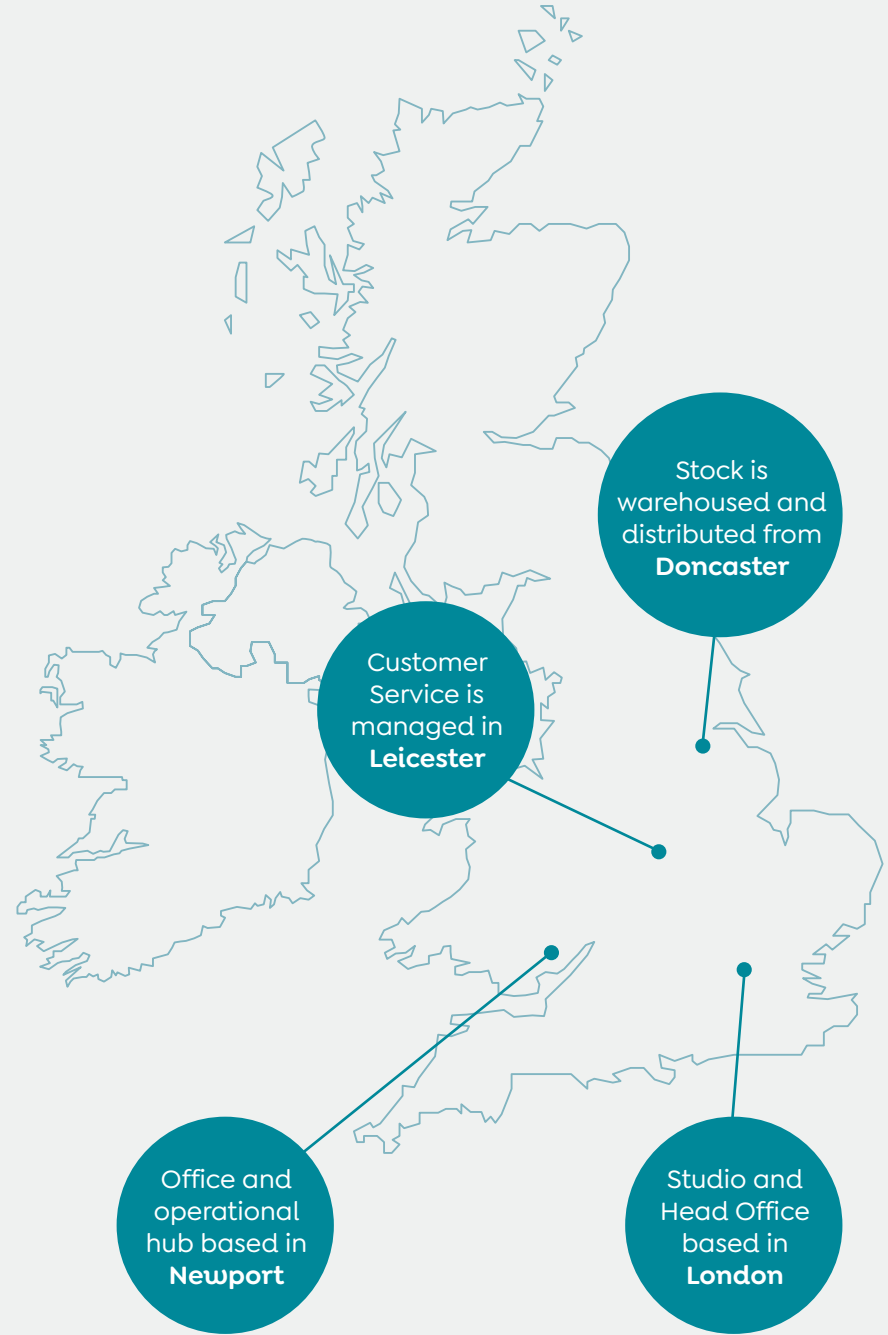 Stock is
warehoused and
distributed from
Doncaster
Customer
Service is
managed in
Leicester
Office and
operational
hub based in
Newport
Studio and
Head Office
based in
London